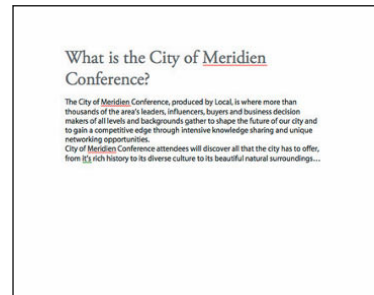 What is the City of Meridien
Conference?
The City of Meridien Conference, produced by Local, is where more than
thousands of the area's leaders, influencers, buyers and business decision
makers of all levels and backgrounds gather to shape the future of our city and
to gain a competitive edge through intensive knowledge sharing and unique
networking opportunities.
City of Meridien Conference attendees will discover all that the city has to offer,
from it's rich history to its diverse culture to its beautiful natural surroundings...